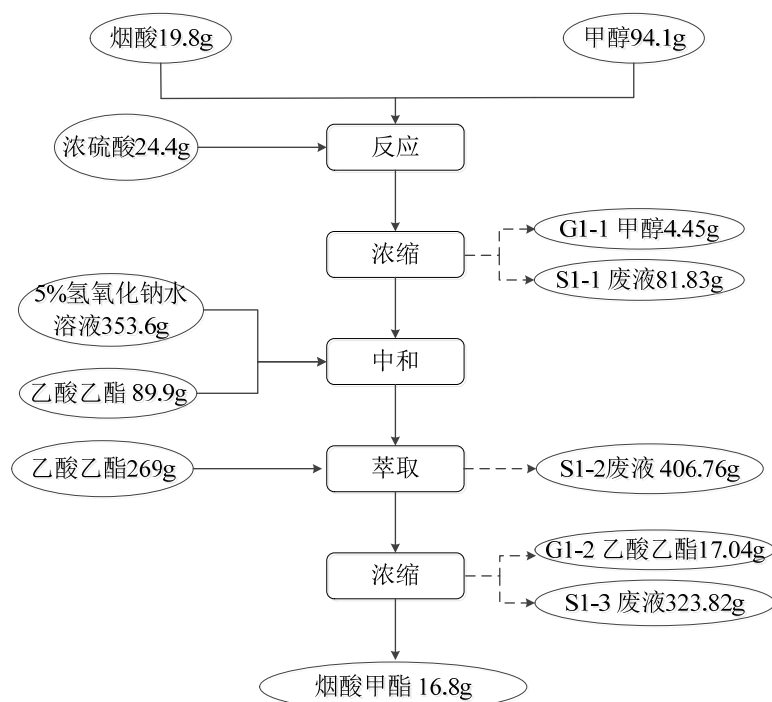 烟酸19.8g
甲醇94.1g
浓硫酸24.4g
反应
G1-1 甲醇4.45g
浓缩
S1-1 废液81.83g
5%氢氧化钠水
溶液353.6g
中和
乙酸乙酯 89.9g
乙酸乙酯269g
萃取
S1-2废液 406.76g
G1-2 乙酸乙酯17.04g
浓缩
S1-3 废液323.82g
烟酸甲酯 16.8g